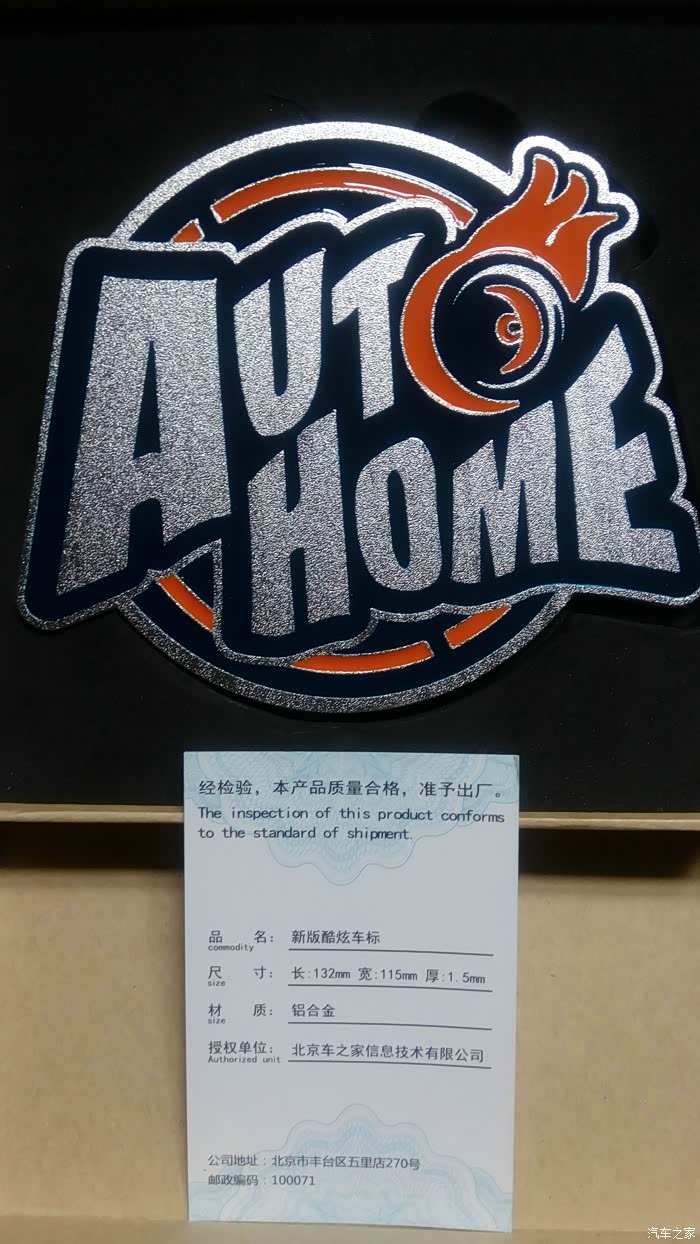 AUTO
HOME
经检验，本产品质量合格，准予出厂。
The inspection of this product conforms
to the standard of shipment.
品 名： 新版酷炫车标
commodity
尺 寸： 长:132mm 宽:115mm 厚:1.5mm
size
材 质： 铝合金
size
授权单位： 北京车之家信息技术有限公司
Authorized unit
公司地址：北京市丰台区五里店270号
邮政编码：100071
汽车之家